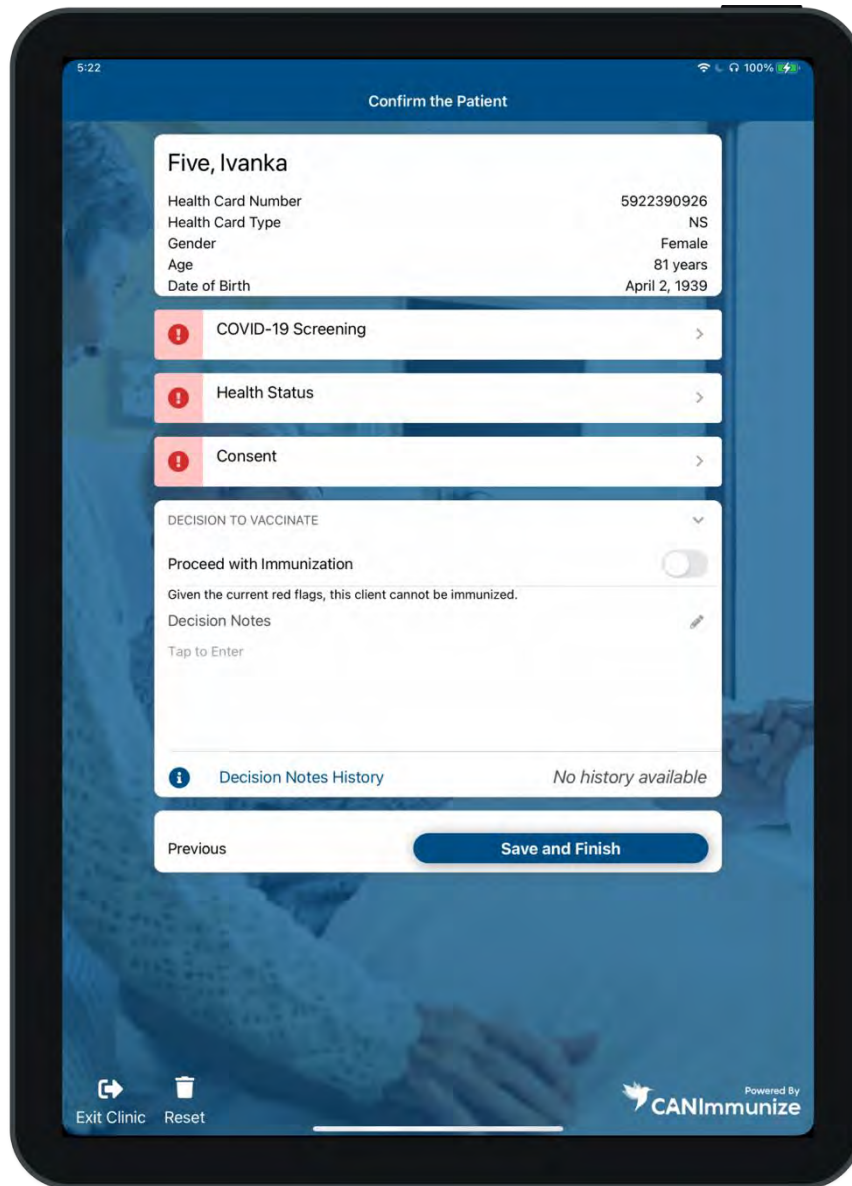 5:22 100%
Confirm the Patient
Five, Ivanka
Health Card Number 5922390926
Health Card Type NS
Gender Female
Age 81 years
Date of Birth April 2, 1939
COVID-19 Screening
Health Status
Consent
DECISION TO VACCINATE
Proceed with Immunization
Given the current red flags, this client cannot be immunized.
Decision Notes
Tap to Enter
Decision Notes History No history available
Previous Save and Finish
Exit Clinic Reset
Powered By
CANImmunize